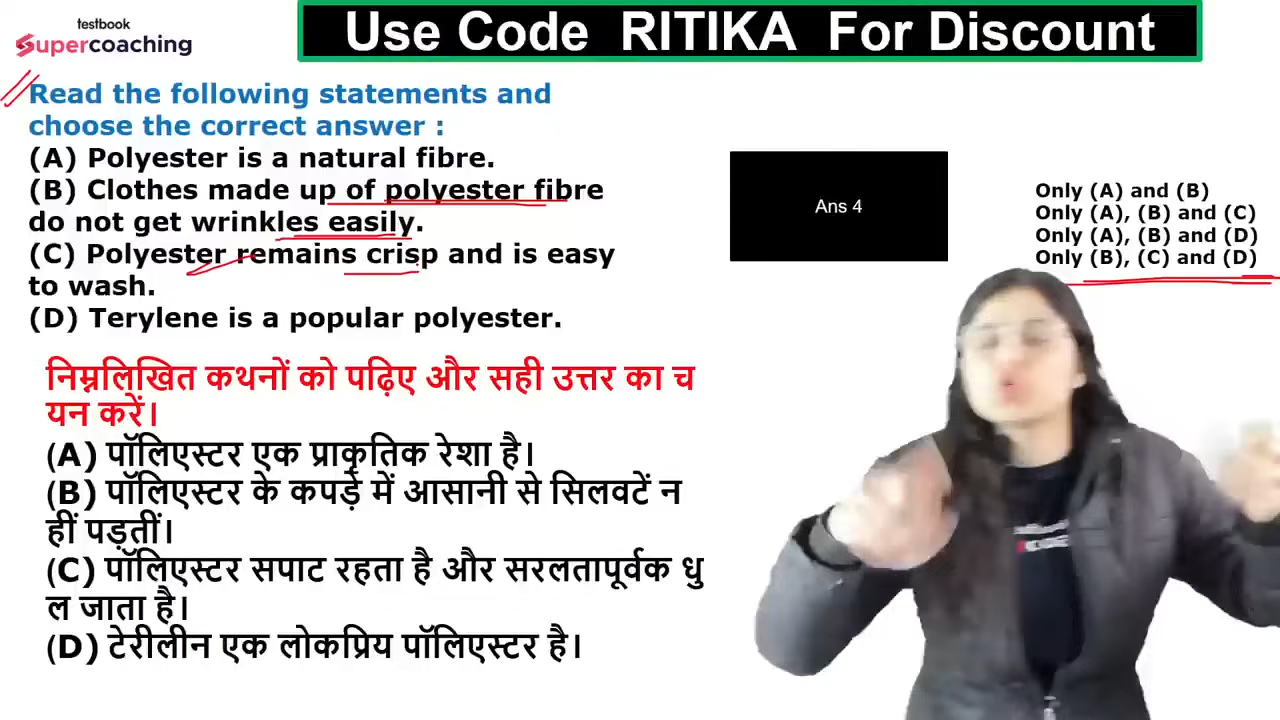 testbook
Supercoaching
Use Code RITIKA For Discount
Read the following statements and
choose the correct answer :
(A) Polyester is a natural fibre.
(B) Clothes made up of polyester fibre
do not get wrinkles easily.
(C) Polyester remains crisp and is easy
to wash.
(D) Terylene is a popular polyester.
Ans 4
Only (A) and (B)
Only (A), (B) and (C)
Only (A), (B) and (D)
Only (B), (C) and (D)
निम्नलिखित कथनों को पढ़िए और सही उत्तर का च
यन करें।
(A) पॉलिएस्टर एक प्राकृतिक रेशा है।
(B) पॉलिएस्टर के कपड़े में आसानी से सिलवटें न
हीं पड़तीं।
(C) पॉलिएस्टर सपाट रहता है और सरलतापूर्वक धु
ल जाता है।
(D) टेरीलीन एक लोकप्रिय पॉलिएस्टर है।